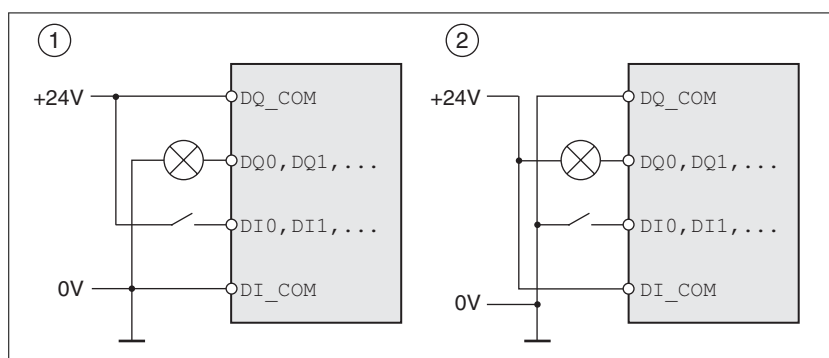 1
+24V
DQ_COM
DQ0,DQ1,...
DI0,DI1,...
0V
DI_COM
2
+24V
DQ_COM
DQ0,DQ1,...
DI0,DI1,...
DI_COM
0V